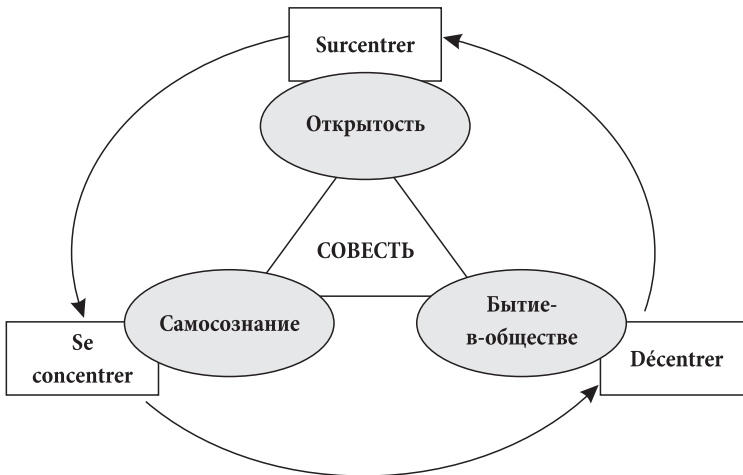 Surcentrer
Открытость
СОВЕСТЬ
Самосознание
Se
concentrer
Бытие-
в-обществе
Décentrer